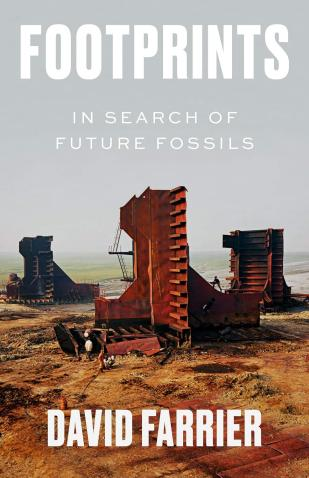 FOOTPRINTS
IN SEARCH OF
FUTURE FOSSILS
DAVID FARRIER